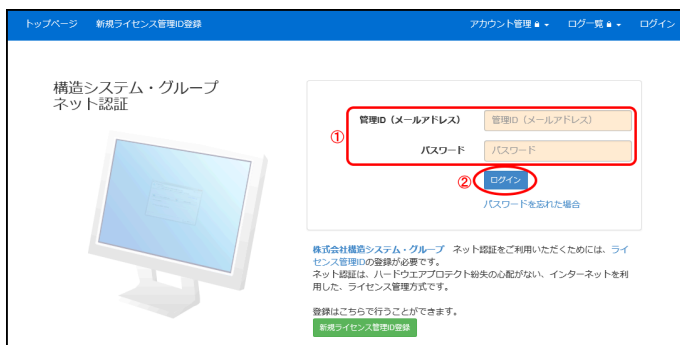 トップページ 新規ライセンス管理ID登録 アカウント管理 ログ一覧 ログイン
構造システム・グループ
ネット認証
管理ID（メールアドレス） 管理ID（メールアドレス）
①
パスワード パスワード
② ログイン
パスワードを忘れた場合
株式会社構造システム・グループ ネット認証をご利用いただくためには、ライ
センス管理IDの登録が必要です。
ネット認証は、ハードウエアプロテクト紛失の心配がない、インターネットを利
用した、ライセンス管理方式です。
登録はこちらで行うことができます。
新規ライセンス管理ID登録